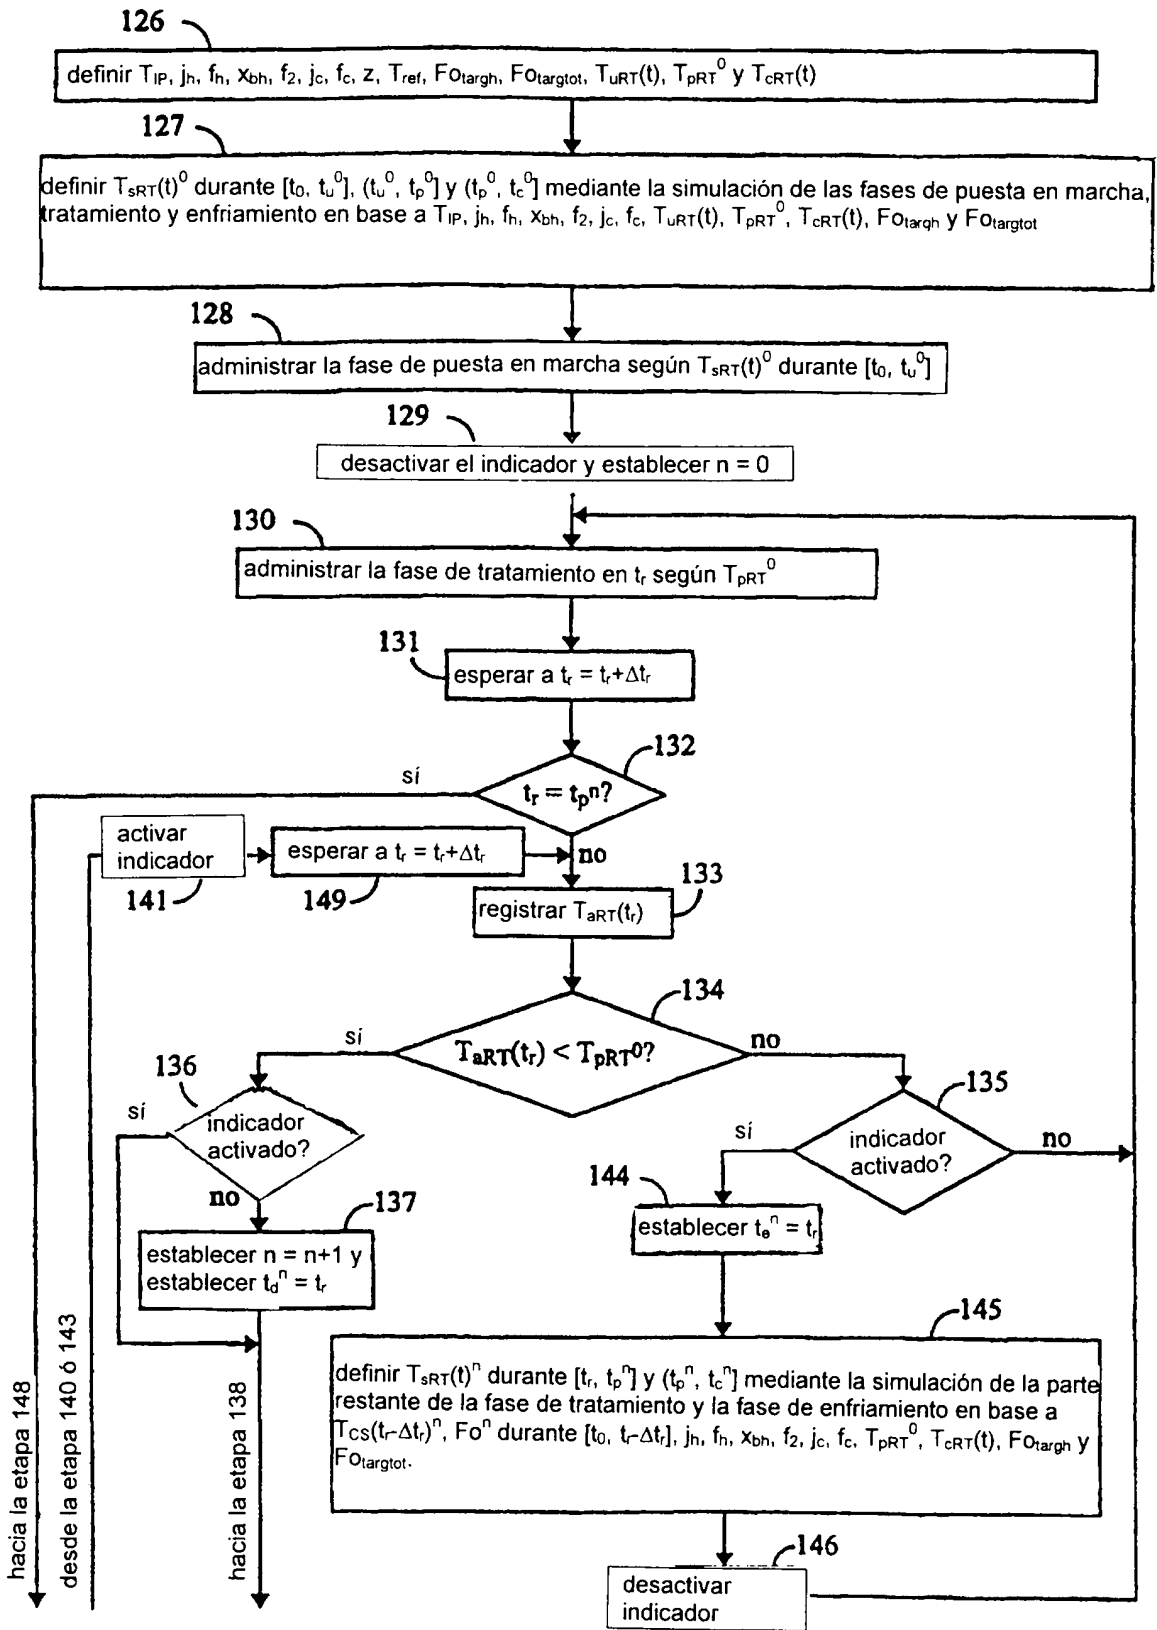 126
definir T_IP, j_h, f_h, x_bh, f_2, j_c, f_c, z, T_ref, Fo_targh, Fo_targtot, T_uRT(t), T_pRT^0 y T_cRT(t)
127
definir T_sRT(t)^0 durante [t_0, t_u^0], (t_u^0, t_p^0] y (t_p^0, t_c^0] mediante la simulación de las fases de puesta en marcha,
tratamiento y enfriamiento en base a T_IP, j_h, f_h, x_bh, f_2, j_c, f_c, T_uRT(t), T_pRT^0, T_cRT(t), Fo_targh y Fo_targtot
128
administrar la fase de puesta en marcha según T_sRT(t)^0 durante [t_0, t_u^0]
129
desactivar el indicador y establecer n = 0
130
administrar la fase de tratamiento en t_r según T_pRT^0
131
esperar a t_r = t_r+Δt_r
132
t_r = t_p^n?
sí
no
activar
indicador
141
esperar a t_r = t_r+Δt_r
149
133
registrar T_aRT(t_r)
134
T_aRT(t_r) < T_pRT^0?
sí
no
136
indicador
activado?
sí
no
135
indicador
activado?
sí
no
137
establecer n = n+1 y
establecer t_d^n = t_r
144
establecer t_e^n = t_r
145
definir T_sRT(t)^n durante [t_r, t_p^n] y (t_p^n, t_c^n] mediante la simulación de la parte
restante de la fase de tratamiento y la fase de enfriamiento en base a
T_CS(t_r-Δt_r)^n, Fo^n durante [t_0, t_r-Δt_r], j_h, f_h, x_bh, f_2, j_c, f_c, T_pRT^0, T_cRT(t), Fo_targh y
Fo_targtot.
146
desactivar
indicador
hacia la etapa 148
desde la etapa 140 ó 143
hacia la etapa 138